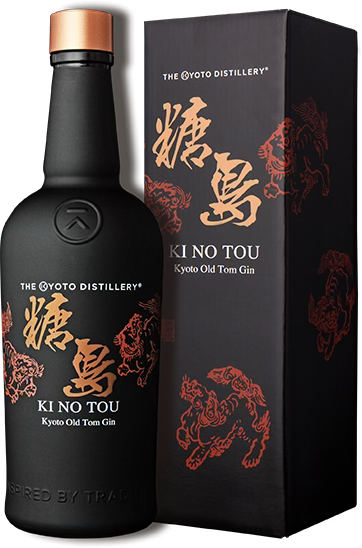 THE KYOTO DISTILLERY®
糖
島
KI NO TOU
Kyoto Old Tom Gin
THE KYOTO DISTILLERY®
糖
島
KI NO TOU
Kyoto Old Tom Gin
INSPIRED BY TRAD